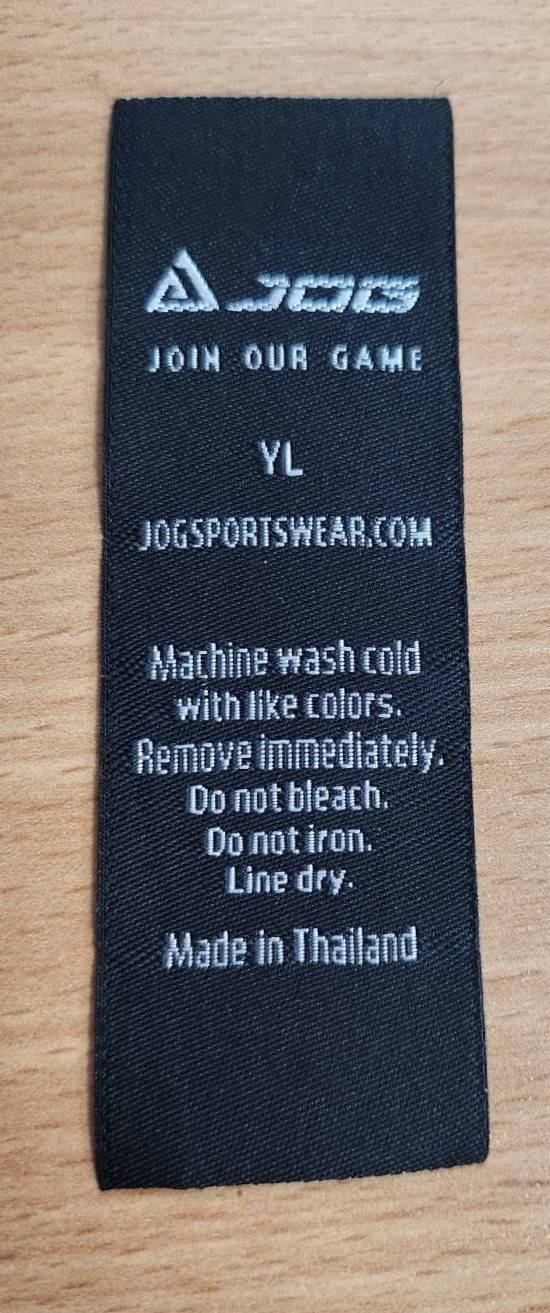 JOG
JOIN OUR GAME
YL
JOGSPORTSWEAR.COM
Machine wash cold
with like colors.
Remove immediately.
Do not bleach.
Do not iron.
Line dry.
Made in Thailand